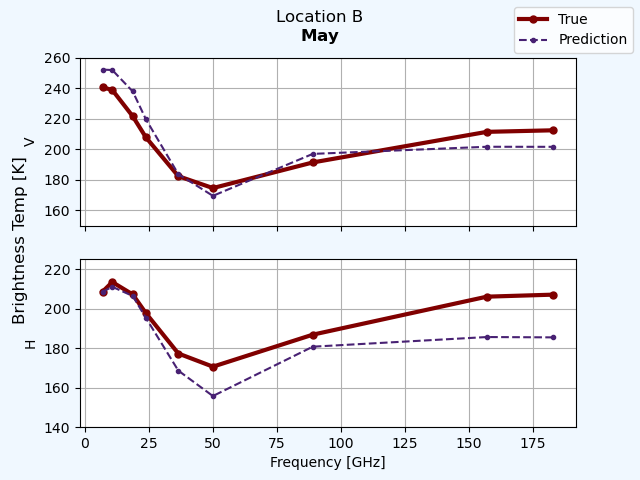 Location B
May
True
Prediction
260
240
220
200
180
160
V
Brightness Temp [K]
220
200
180
160
140
H
0 25 50 75 100 125 150 175
Frequency [GHz]